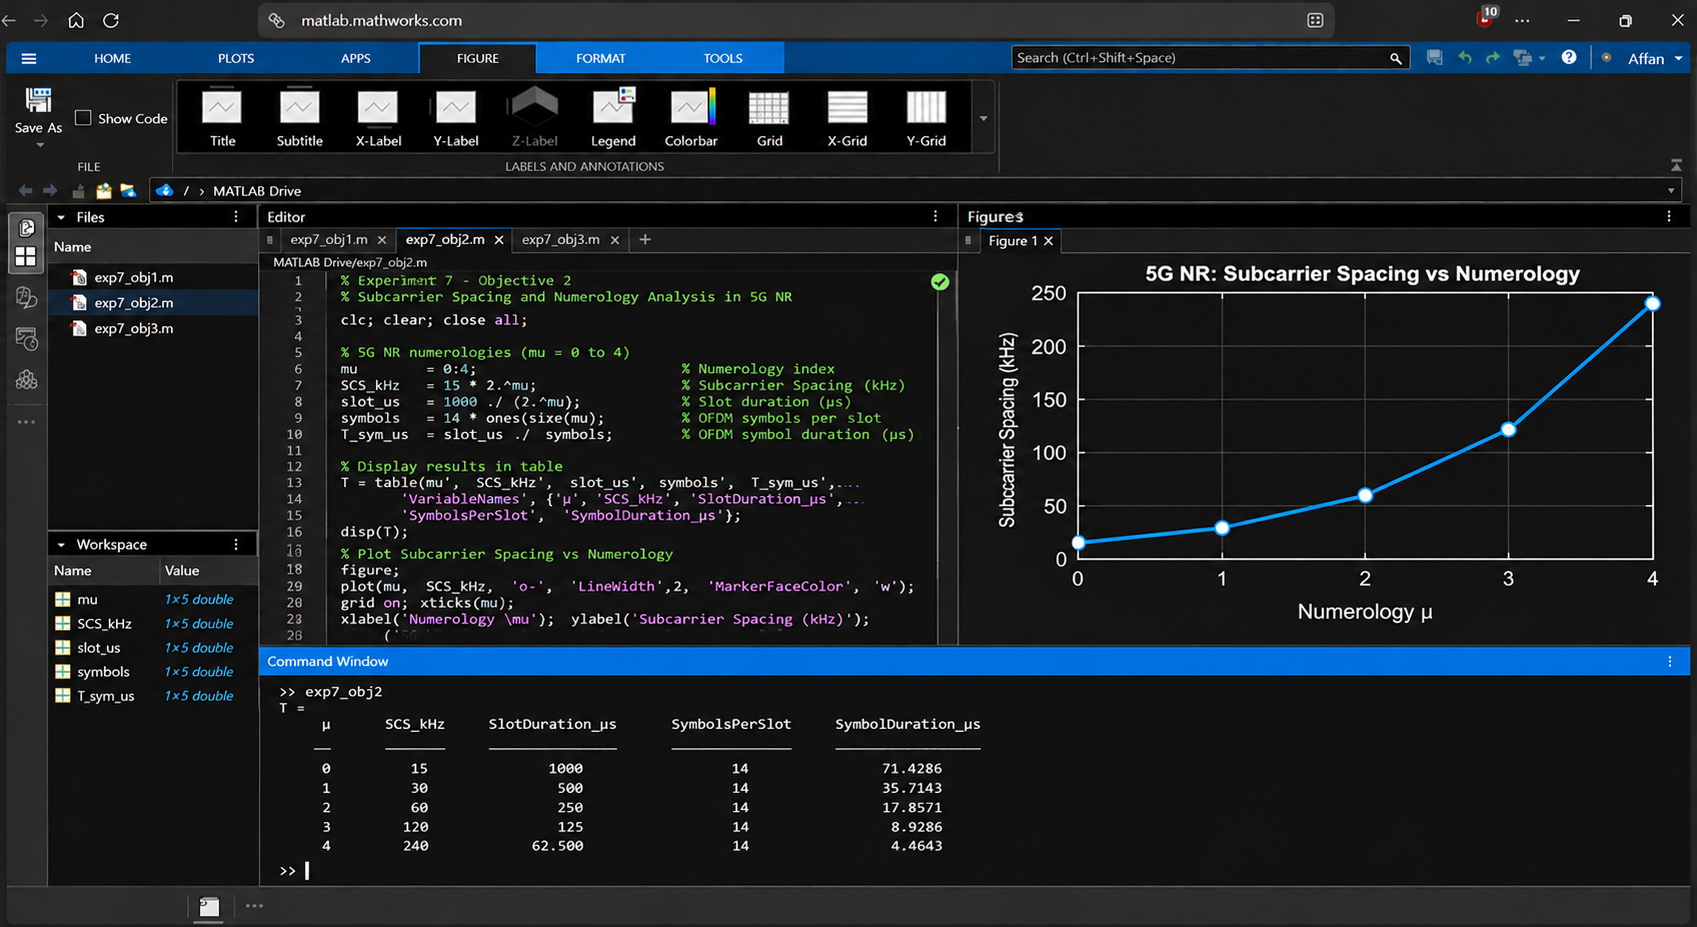 matlab.mathworks.com
10
HOME PLOTS APPS FIGURE FORMAT TOOLS
Search (Ctrl+Shift+Space)
? Affan
Save As
Show Code
Title Subtitle X-Label Y-Label Z-Label Legend Colorbar Grid X-Grid Y-Grid
FILE
LABELS AND ANNOTATIONS
/ › MATLAB Drive
Files
Name
exp7_obj1.m
exp7_obj2.m
exp7_obj3.m
Workspace
Name Value
mu 1×5 double
SCS_kHz 1×5 double
slot_us 1×5 double
symbols 1×5 double
T_sym_us 1×5 double
Editor
exp7_obj1.m × exp7_obj2.m × exp7_obj3.m × +
MATLAB Drive/exp7_obj2.m
1 % Experiment 7 - Objective 2
2 % Subcarrier Spacing and Numerology Analysis in 5G NR
3 clc; clear; close all;
4
5 % 5G NR numerologies (mu = 0 to 4)
6 mu = 0:4; % Numerology index
7 SCS_kHz = 15 * 2.^mu; % Subcarrier Spacing (kHz)
8 slot_us = 1000 ./ (2.^mu}; % Slot duration (µs)
9 symbols = 14 * ones(sixe(mu); % OFDM symbols per slot
10 T_sym_us = slot_us ./ symbols; % OFDM symbol duration (µs)
11
12 % Display results in table
13 T = table(mu', SCS_kHz', slot_us', symbols', T_sym_us',...
14 'VariableNames', {'µ', 'SCS_kHz', 'SlotDuration_µs',...
15 'SymbolsPerSlot', 'SymbolDuration_µs'};
16 disp(T);
% Plot Subcarrier Spacing vs Numerology
18 figure;
29 plot(mu, SCS_kHz, 'o-', 'LineWidth',2, 'MarkerFaceColor', 'w');
20 grid on; xticks(mu);
xlabel('Numerology \mu'); ylabel('Subcarrier Spacing (kHz)');
Figures
Figure 1 ×
5G NR: Subcarrier Spacing vs Numerology
Subccarrier Spacing (kHz)
250
200
150
100
50
0
0 1 2 3 4
Numerology µ
Command Window
>> exp7_obj2
T =
µ SCS_kHz SlotDuration_µs SymbolsPerSlot SymbolDuration_µs
0 15 1000 14 71.4286
1 30 500 14 35.7143
2 60 250 14 17.8571
3 120 125 14 8.9286
4 240 62.500 14 4.4643
>>